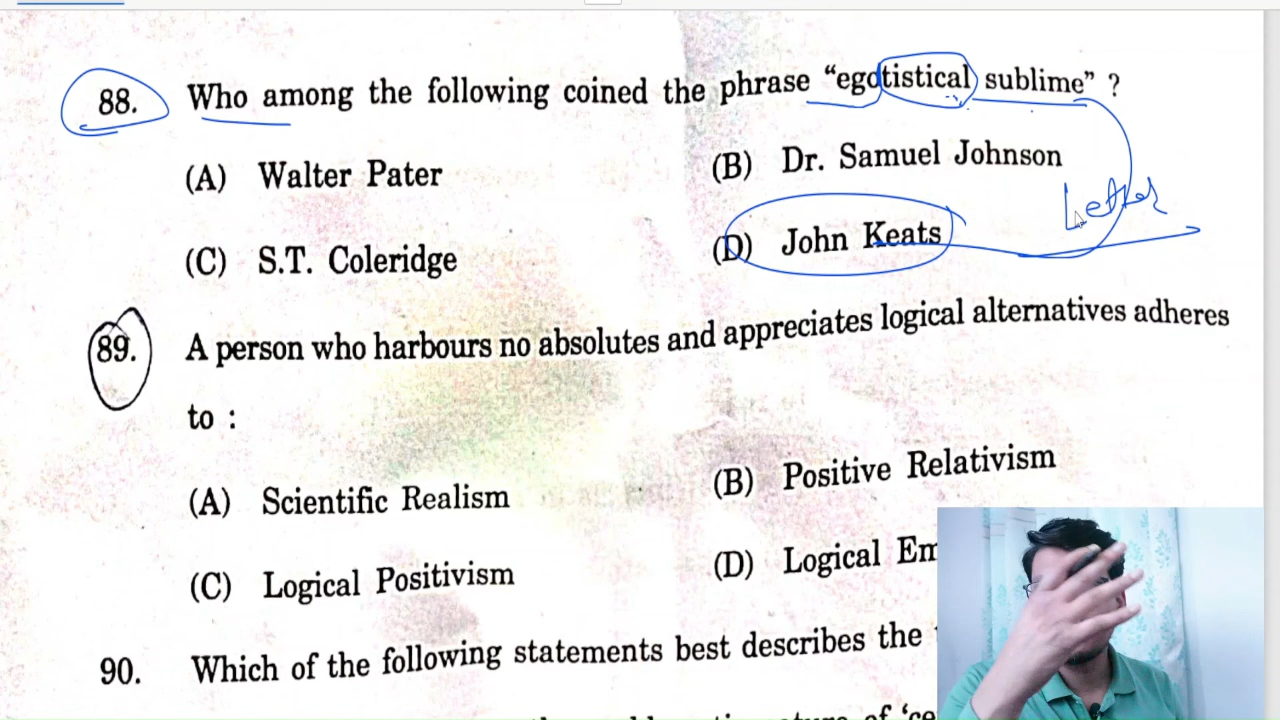 88. Who among the following coined the phrase “egotistical sublime” ?
(A) Walter Pater (B) Dr. Samuel Johnson
Letter
(C) S.T. Coleridge (D) John Keats
89. A person who harbours no absolutes and appreciates logical alternatives adheres
to :
(A) Scientific Realism (B) Positive Relativism
(C) Logical Positivism (D) Logical Em
90. Which of the following statements best describes the
of ‘ce